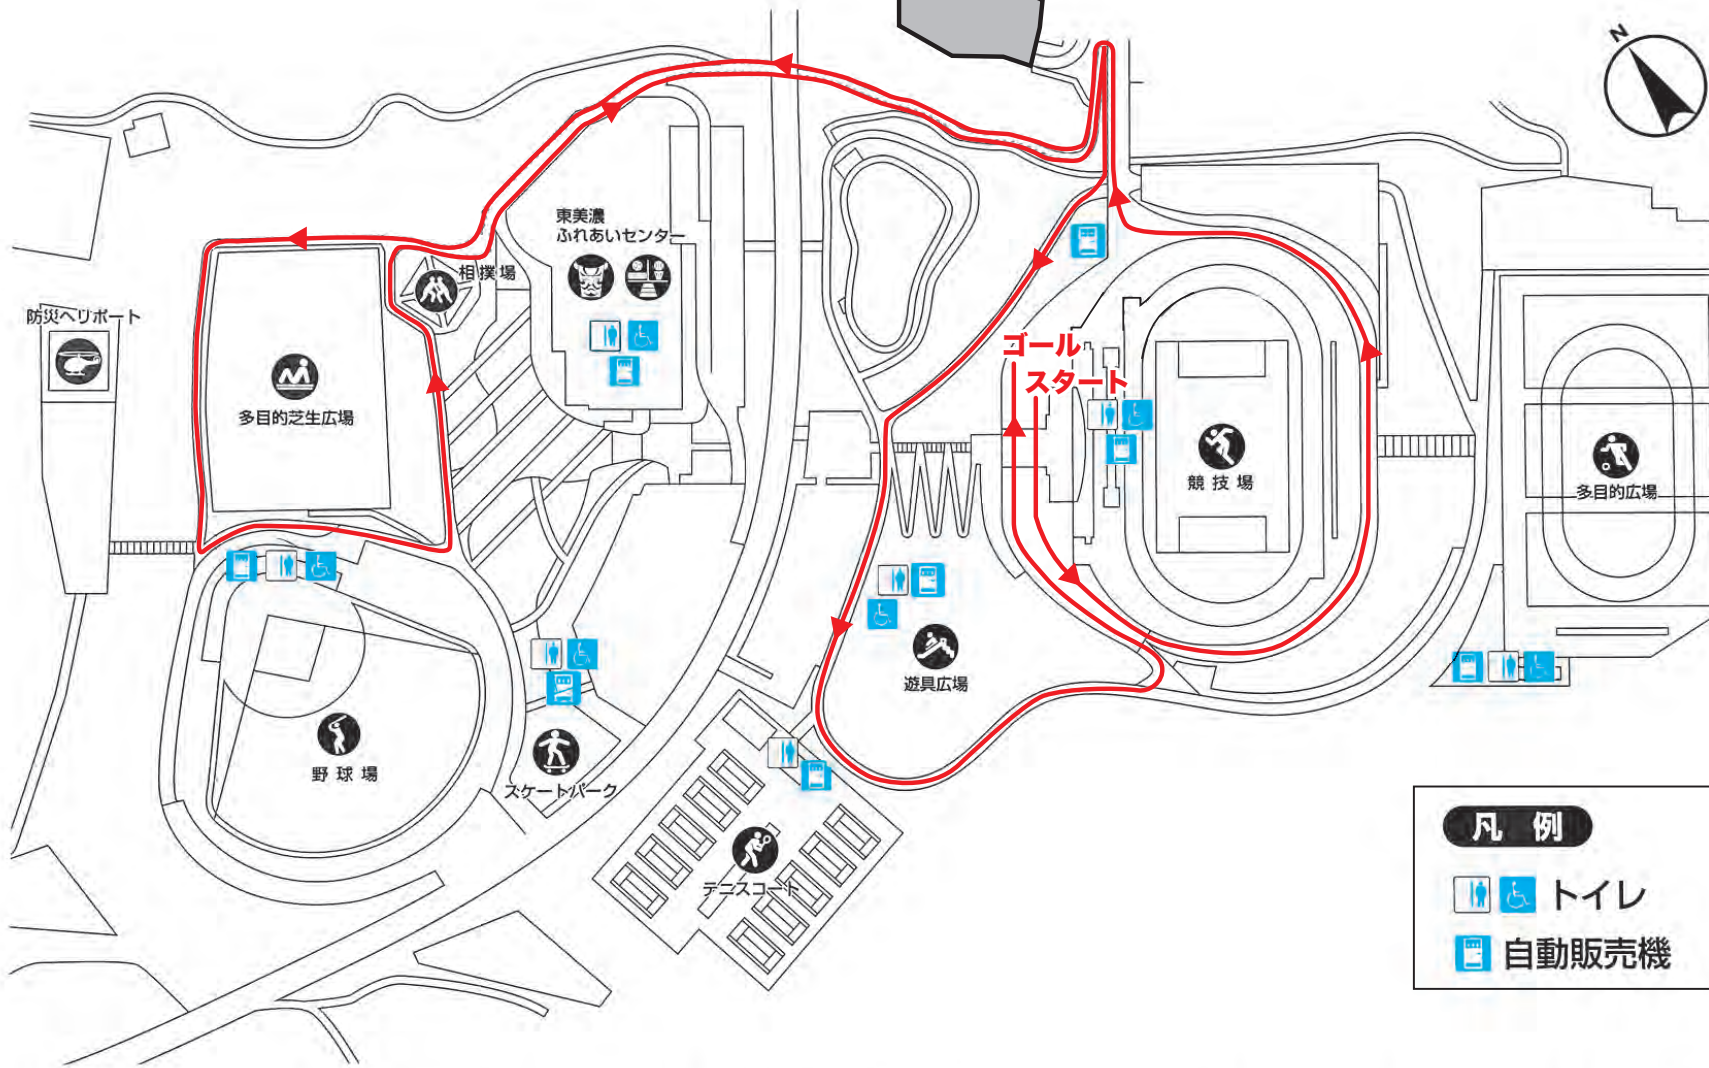 N
東美濃
ふれあいセンター
相撲場
防災ヘリポート
多目的芝生広場
ゴール
スタート
競技場
多目的広場
遊具広場
野球場
スケートパーク
テニスコート
凡例
トイレ
自動販売機